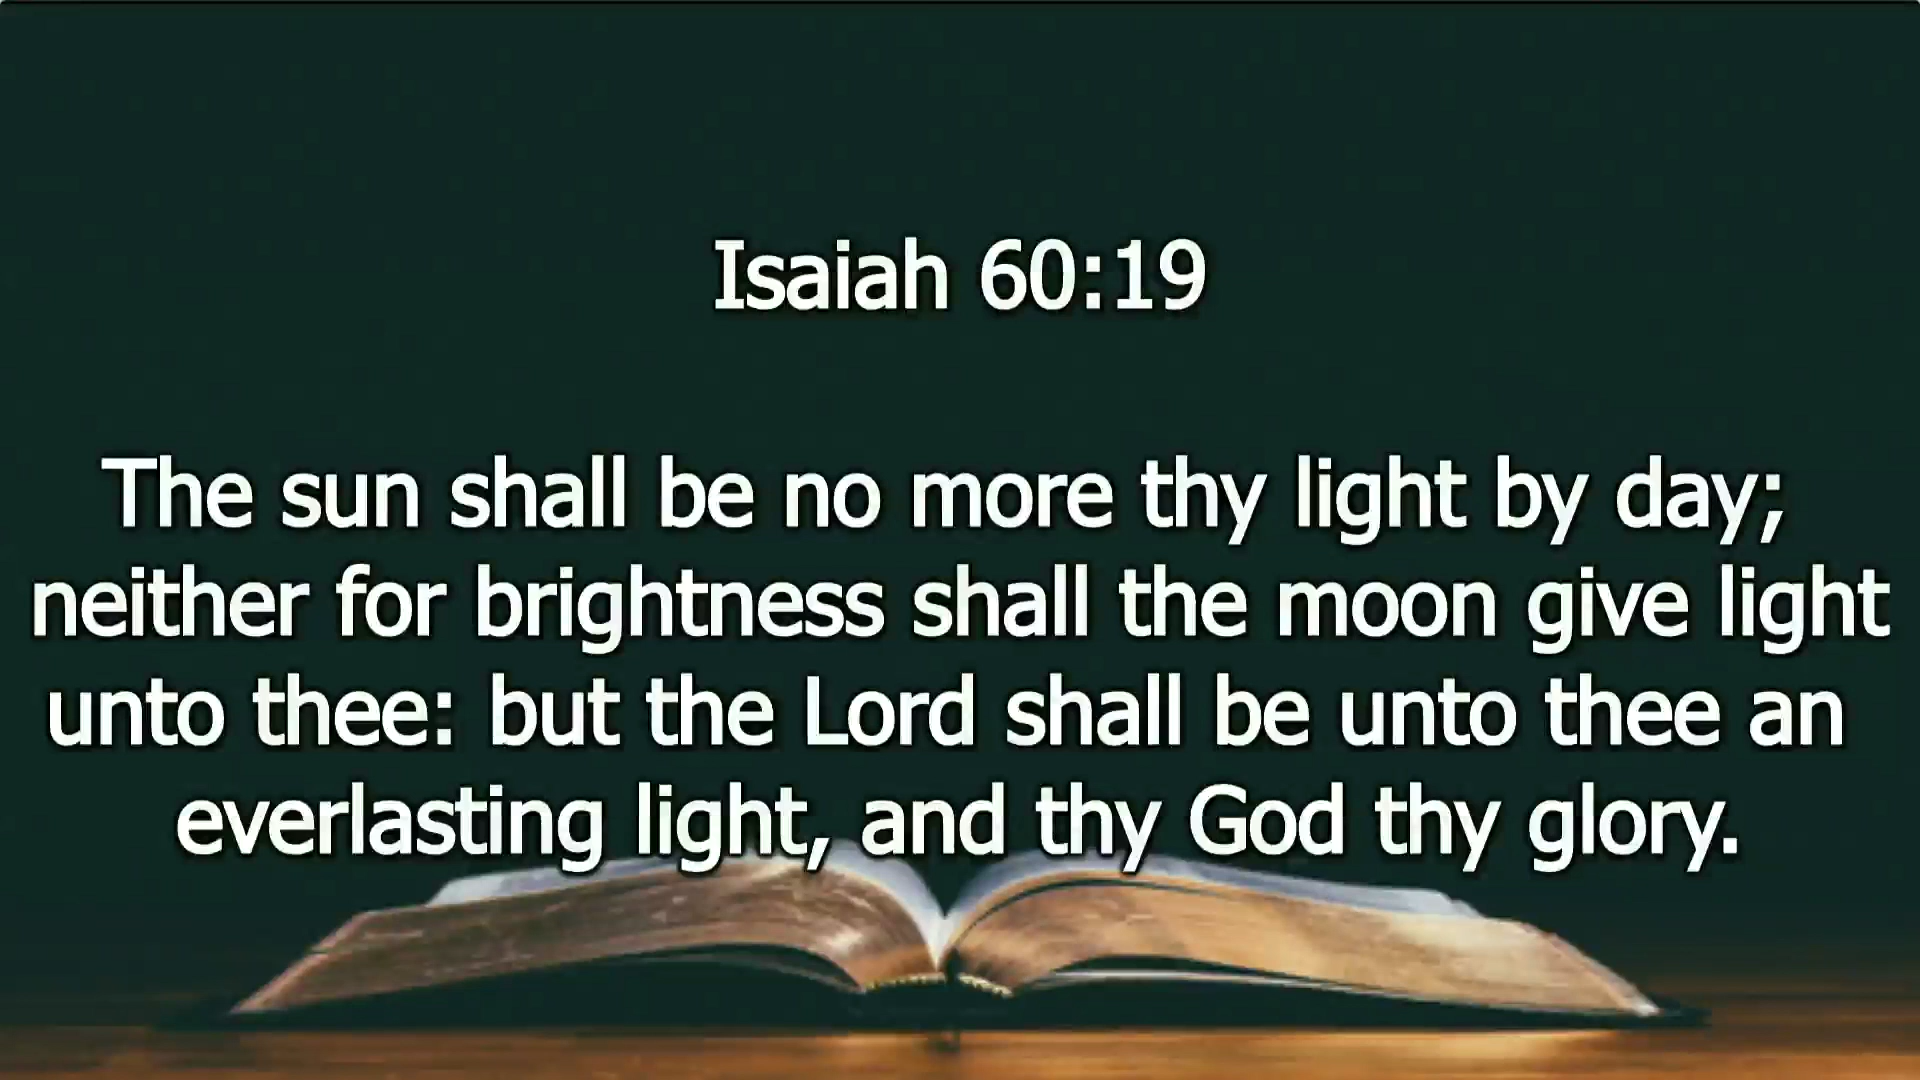 Isaiah 60:19
The sun shall be no more thy light by day;
neither for brightness shall the moon give light
unto thee: but the Lord shall be unto thee an
everlasting light, and thy God thy glory.